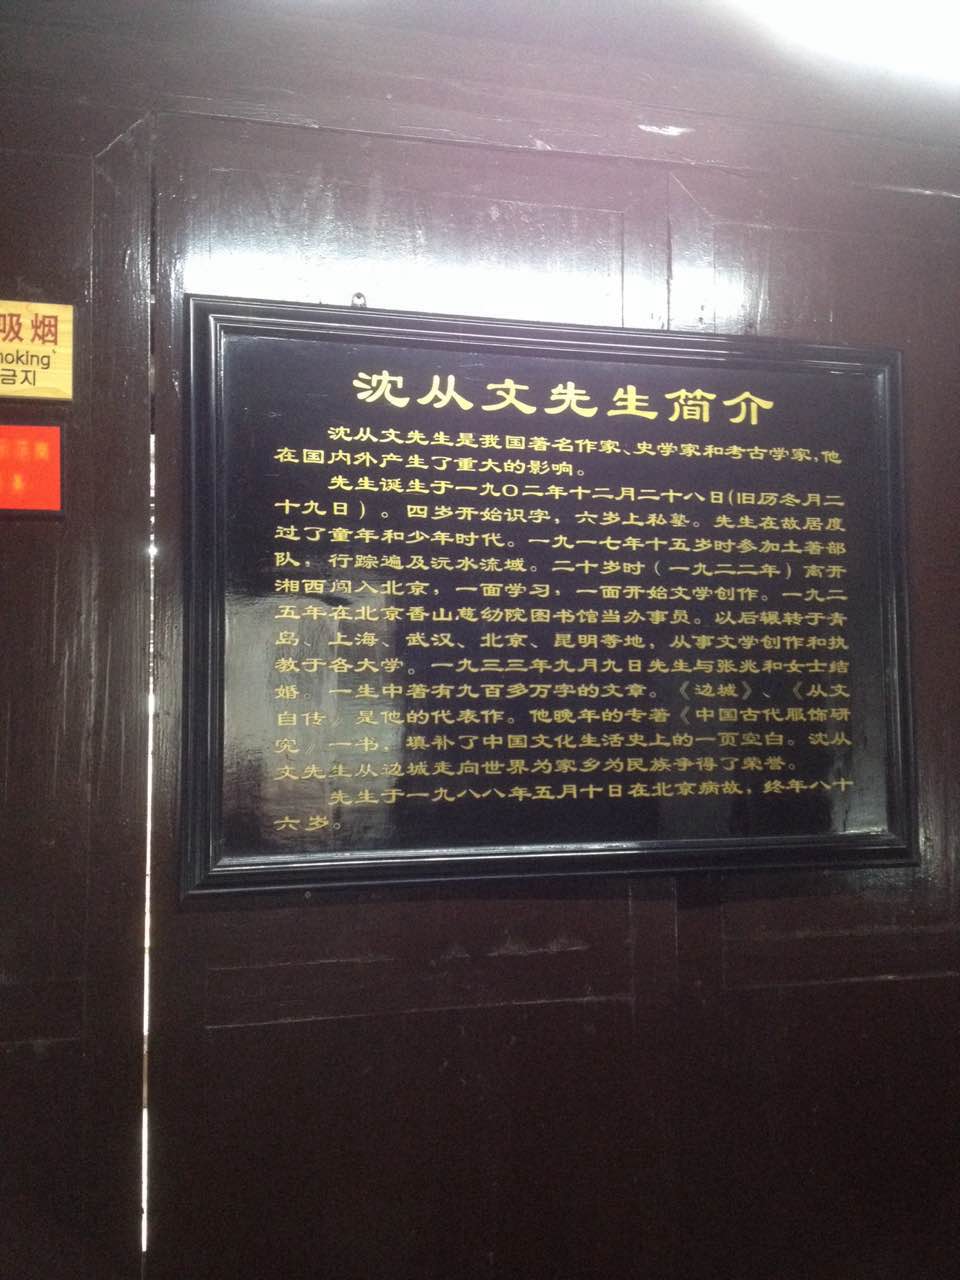 吸烟
moking
금지
沈从文先生简介
沈从文先生是我国著名作家、史学家和考古学家,他
在国内外产生了重大的影响。
先生诞生于一九〇二年十二月二十八日(旧历冬月二
十九日)。四岁开始识字,六岁上私塾。先生在故居度
过了童年和少年时代。一九一七年十五岁时参加土著部
队,行踪遍及沅水流域。二十岁时(一九二二年)离开
湘西闯入北京,一面学习,一面开始文学创作。一九二
五年在北京香山慈幼院图书馆当办事员。以后辗转于青
岛、上海、武汉、北京、昆明等地,从事文学创作和执
教于各大学。一九三三年九月九日先生与张兆和女士结
婚。一生中著有九百多万字的文章。《边城》、《从文
自传》是他的代表作。他晚年的专著《中国古代服饰研
究》一书,填补了中国文化生活史上的一页空白。沈从
文先生从边城走向世界为家乡为民族争得了荣誉。
先生于一九八八年五月十日在北京病故,终年八十
六岁。